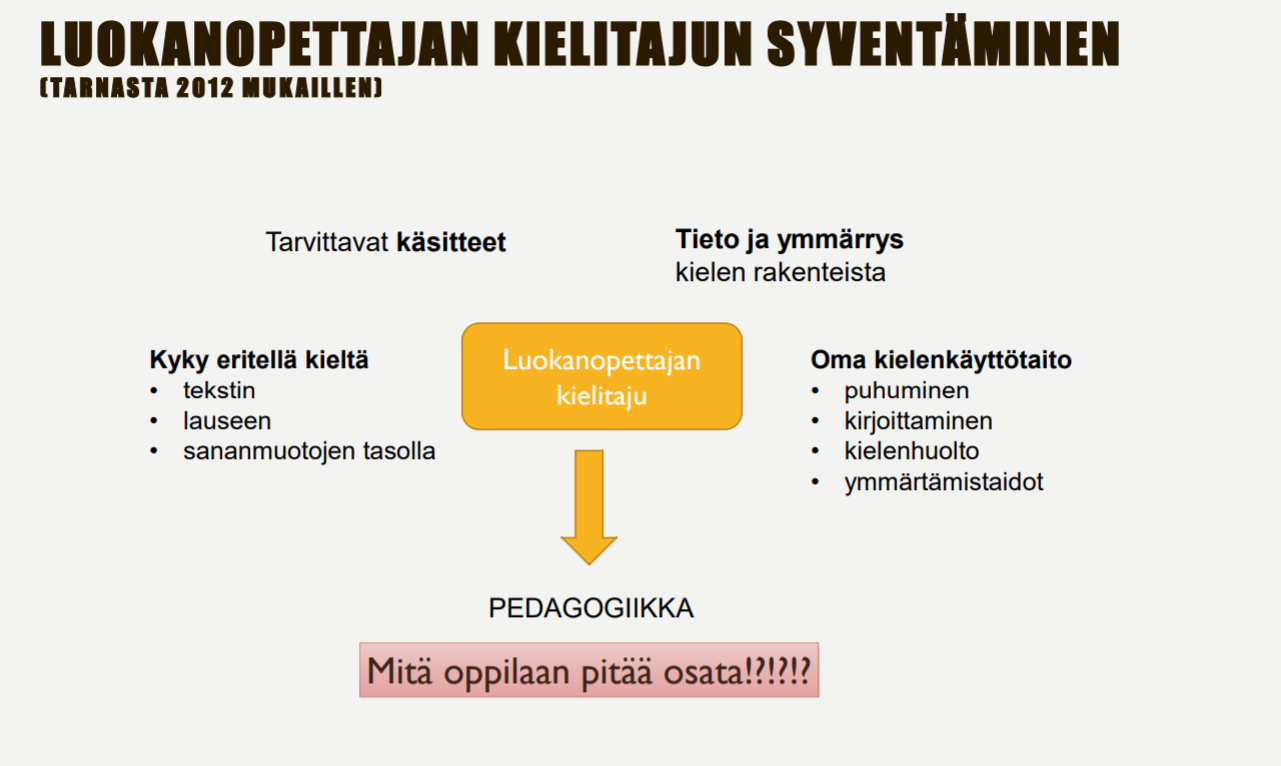 LUOKANOPETTAJAN KIELITAJUN SYVENTÄMINEN
(TARNASTA 2012 MUKAILLEN)
Tarvittavat käsitteet
Tieto ja ymmärrys
kielen rakenteista
Kyky eritellä kieltä
• tekstin
• lauseen
• sananmuotojen tasolla
Luokanopettajan
kielitaju
Oma kielenkäyttötaito
• puhuminen
• kirjoittaminen
• kielenhuolto
• ymmärtämistaidot
PEDAGOGIIKKA
Mitä oppilaan pitää osata!?!?!?